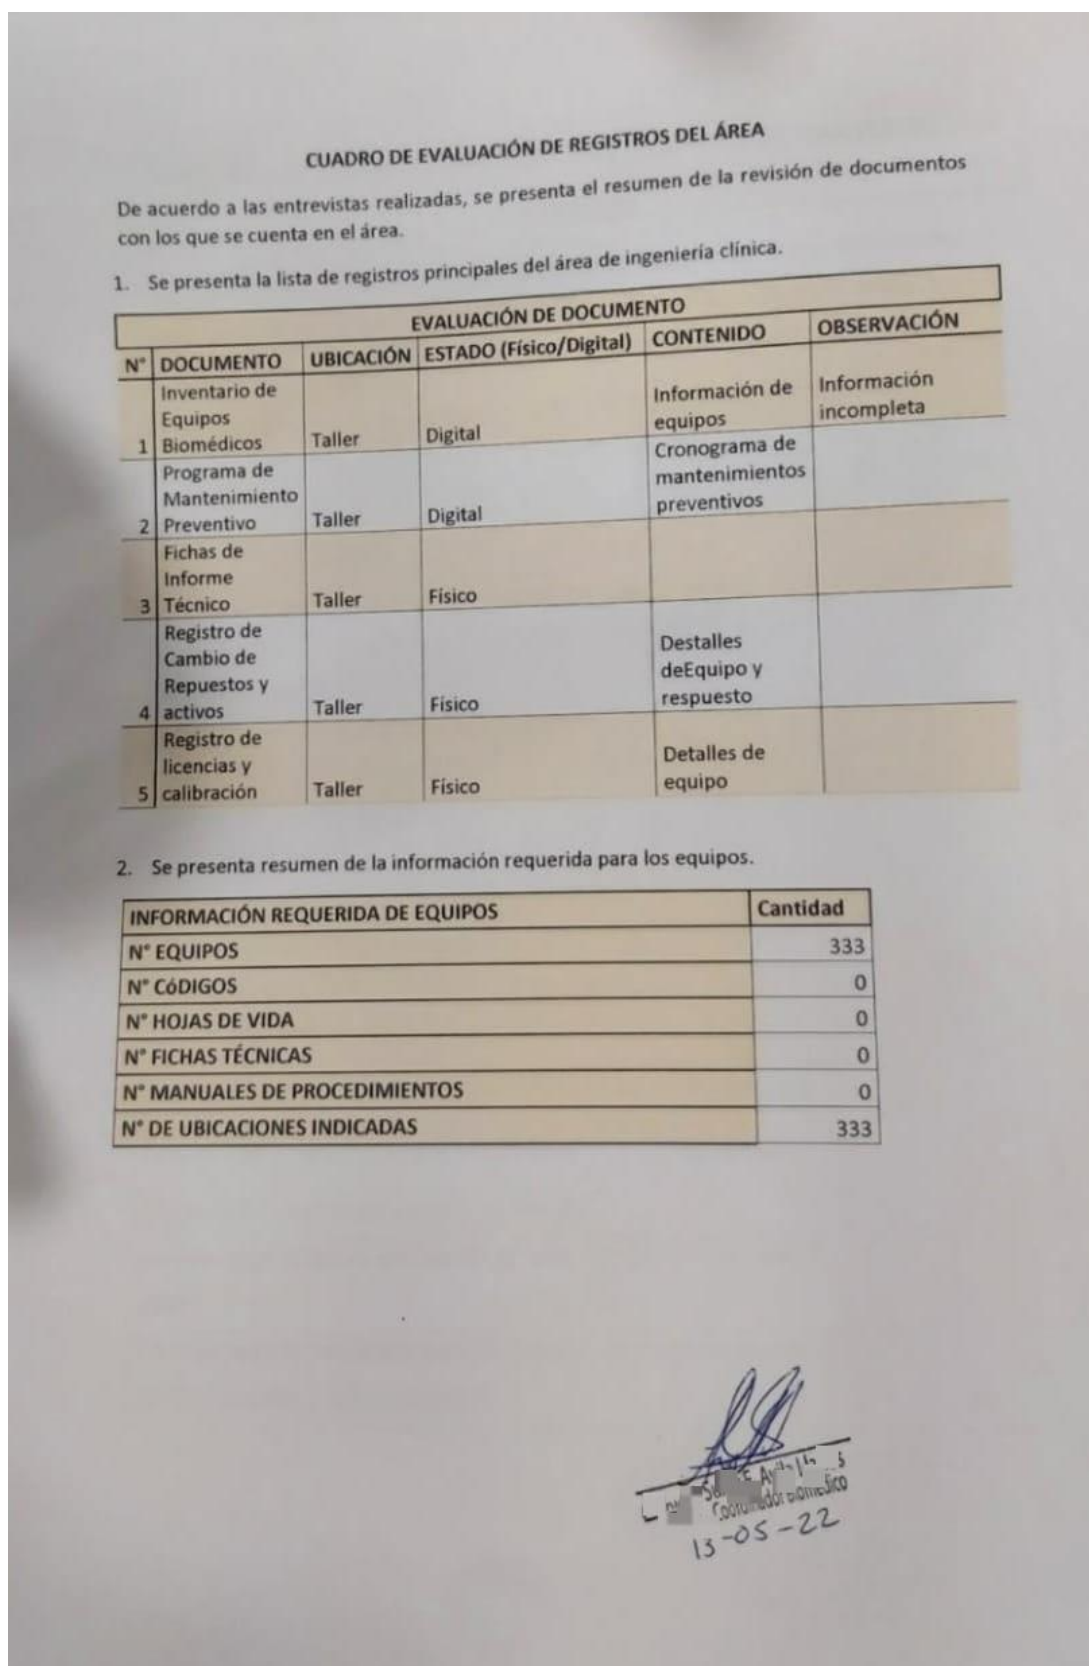 CUADRO DE EVALUACIÓN DE REGISTROS DEL ÁREA
De acuerdo a las entrevistas realizadas, se presenta el resumen de la revisión de documentos
con los que se cuenta en el área.
1. Se presenta la lista de registros principales del área de ingeniería clínica.
EVALUACIÓN DE DOCUMENTO
N° DOCUMENTO UBICACIÓN ESTADO (Físico/Digital) CONTENIDO OBSERVACIÓN
Inventario de
Equipos Información de Información
1 Biomédicos Taller Digital equipos incompleta
Programa de Cronograma de
Mantenimiento mantenimientos
2 Preventivo Taller Digital preventivos
Fichas de
Informe
3 Técnico Taller Físico
Registro de
Cambio de Destalles
Repuestos y deEquipo y
4 activos Taller Físico respuesto
Registro de
licencias y Detalles de
5 calibración Taller Físico equipo
2. Se presenta resumen de la información requerida para los equipos.
INFORMACIÓN REQUERIDA DE EQUIPOS Cantidad
N° EQUIPOS 333
N° CóDIGOS 0
N° HOJAS DE VIDA 0
N° FICHAS TÉCNICAS 0
N° MANUALES DE PROCEDIMIENTOS 0
N° DE UBICACIONES INDICADAS 333
13-05-22